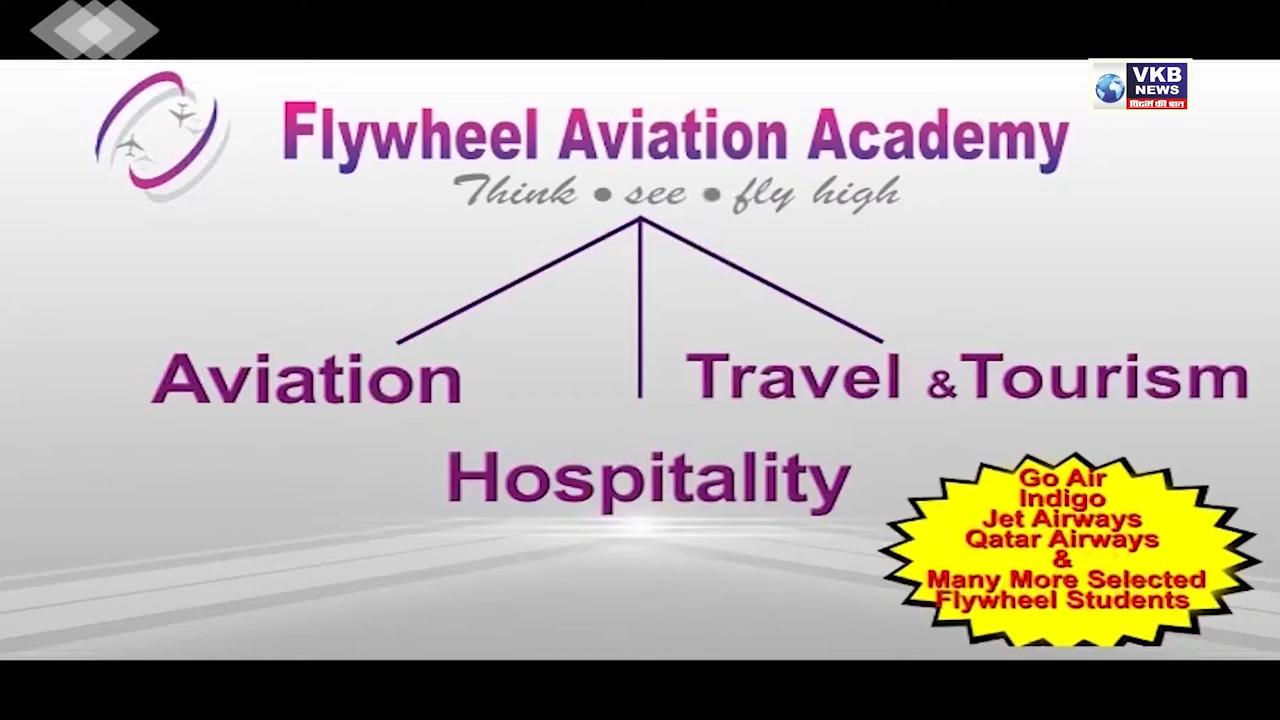 VKB
NEWS
विदर्भ की बात
Flywheel Aviation Academy
Think • see • fly high
Aviation
Travel & Tourism
Hospitality
Go Air
Indigo
Jet Airways
Qatar Airways
&
Many More Selected
Flywheel Students